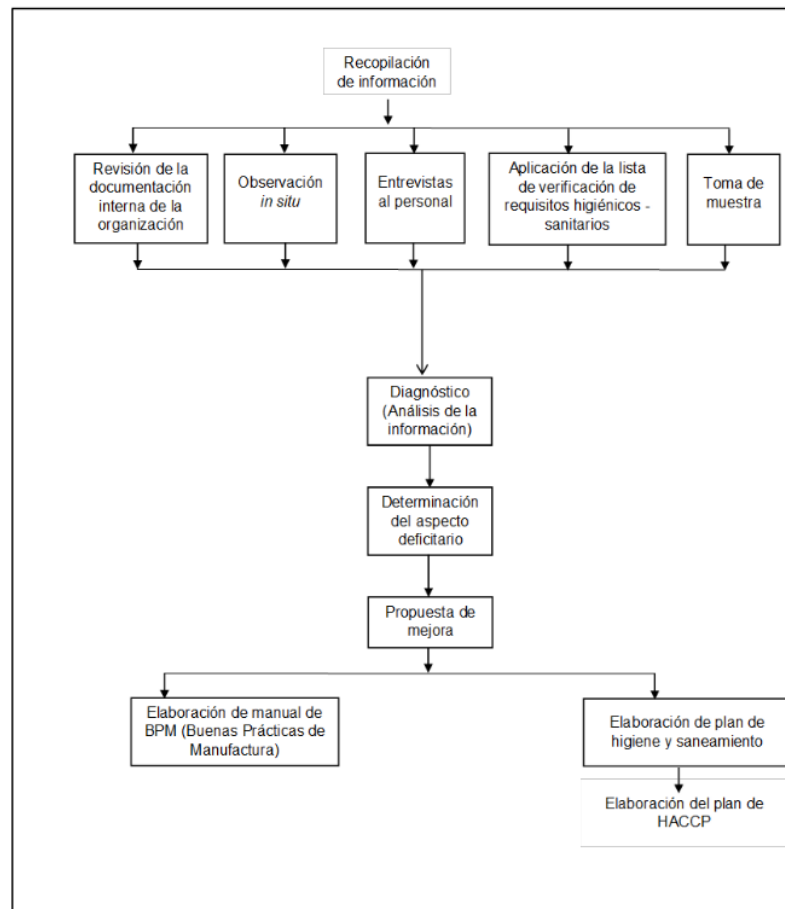 Recopilación
de información
Revisión de la
documentación
interna de la
organización
Observación
in situ
Entrevistas
al personal
Aplicación de la lista
de verificación de
requisitos higiénicos -
sanitarios
Toma de
muestra
Diagnóstico
(Análisis de la
información)
Determinación
del aspecto
deficitario
Propuesta de
mejora
Elaboración de manual de
BPM (Buenas Prácticas de
Manufactura)
Elaboración de plan de
higiene y saneamiento
Elaboración del plan de
HACCP